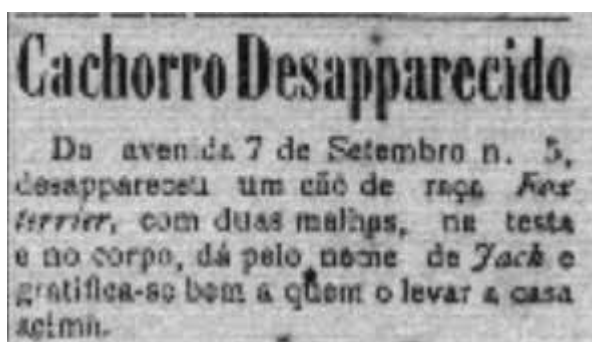 Cachorro Desapparecido
Da avenida 7 de Setembro n. 5,
desappareceu um cão de raça Fox
terrier, com duas malhas, na testa
e no corpo, dá pelo nome de Jack e
gratifica-se bem a quem o levar a casa
acima.